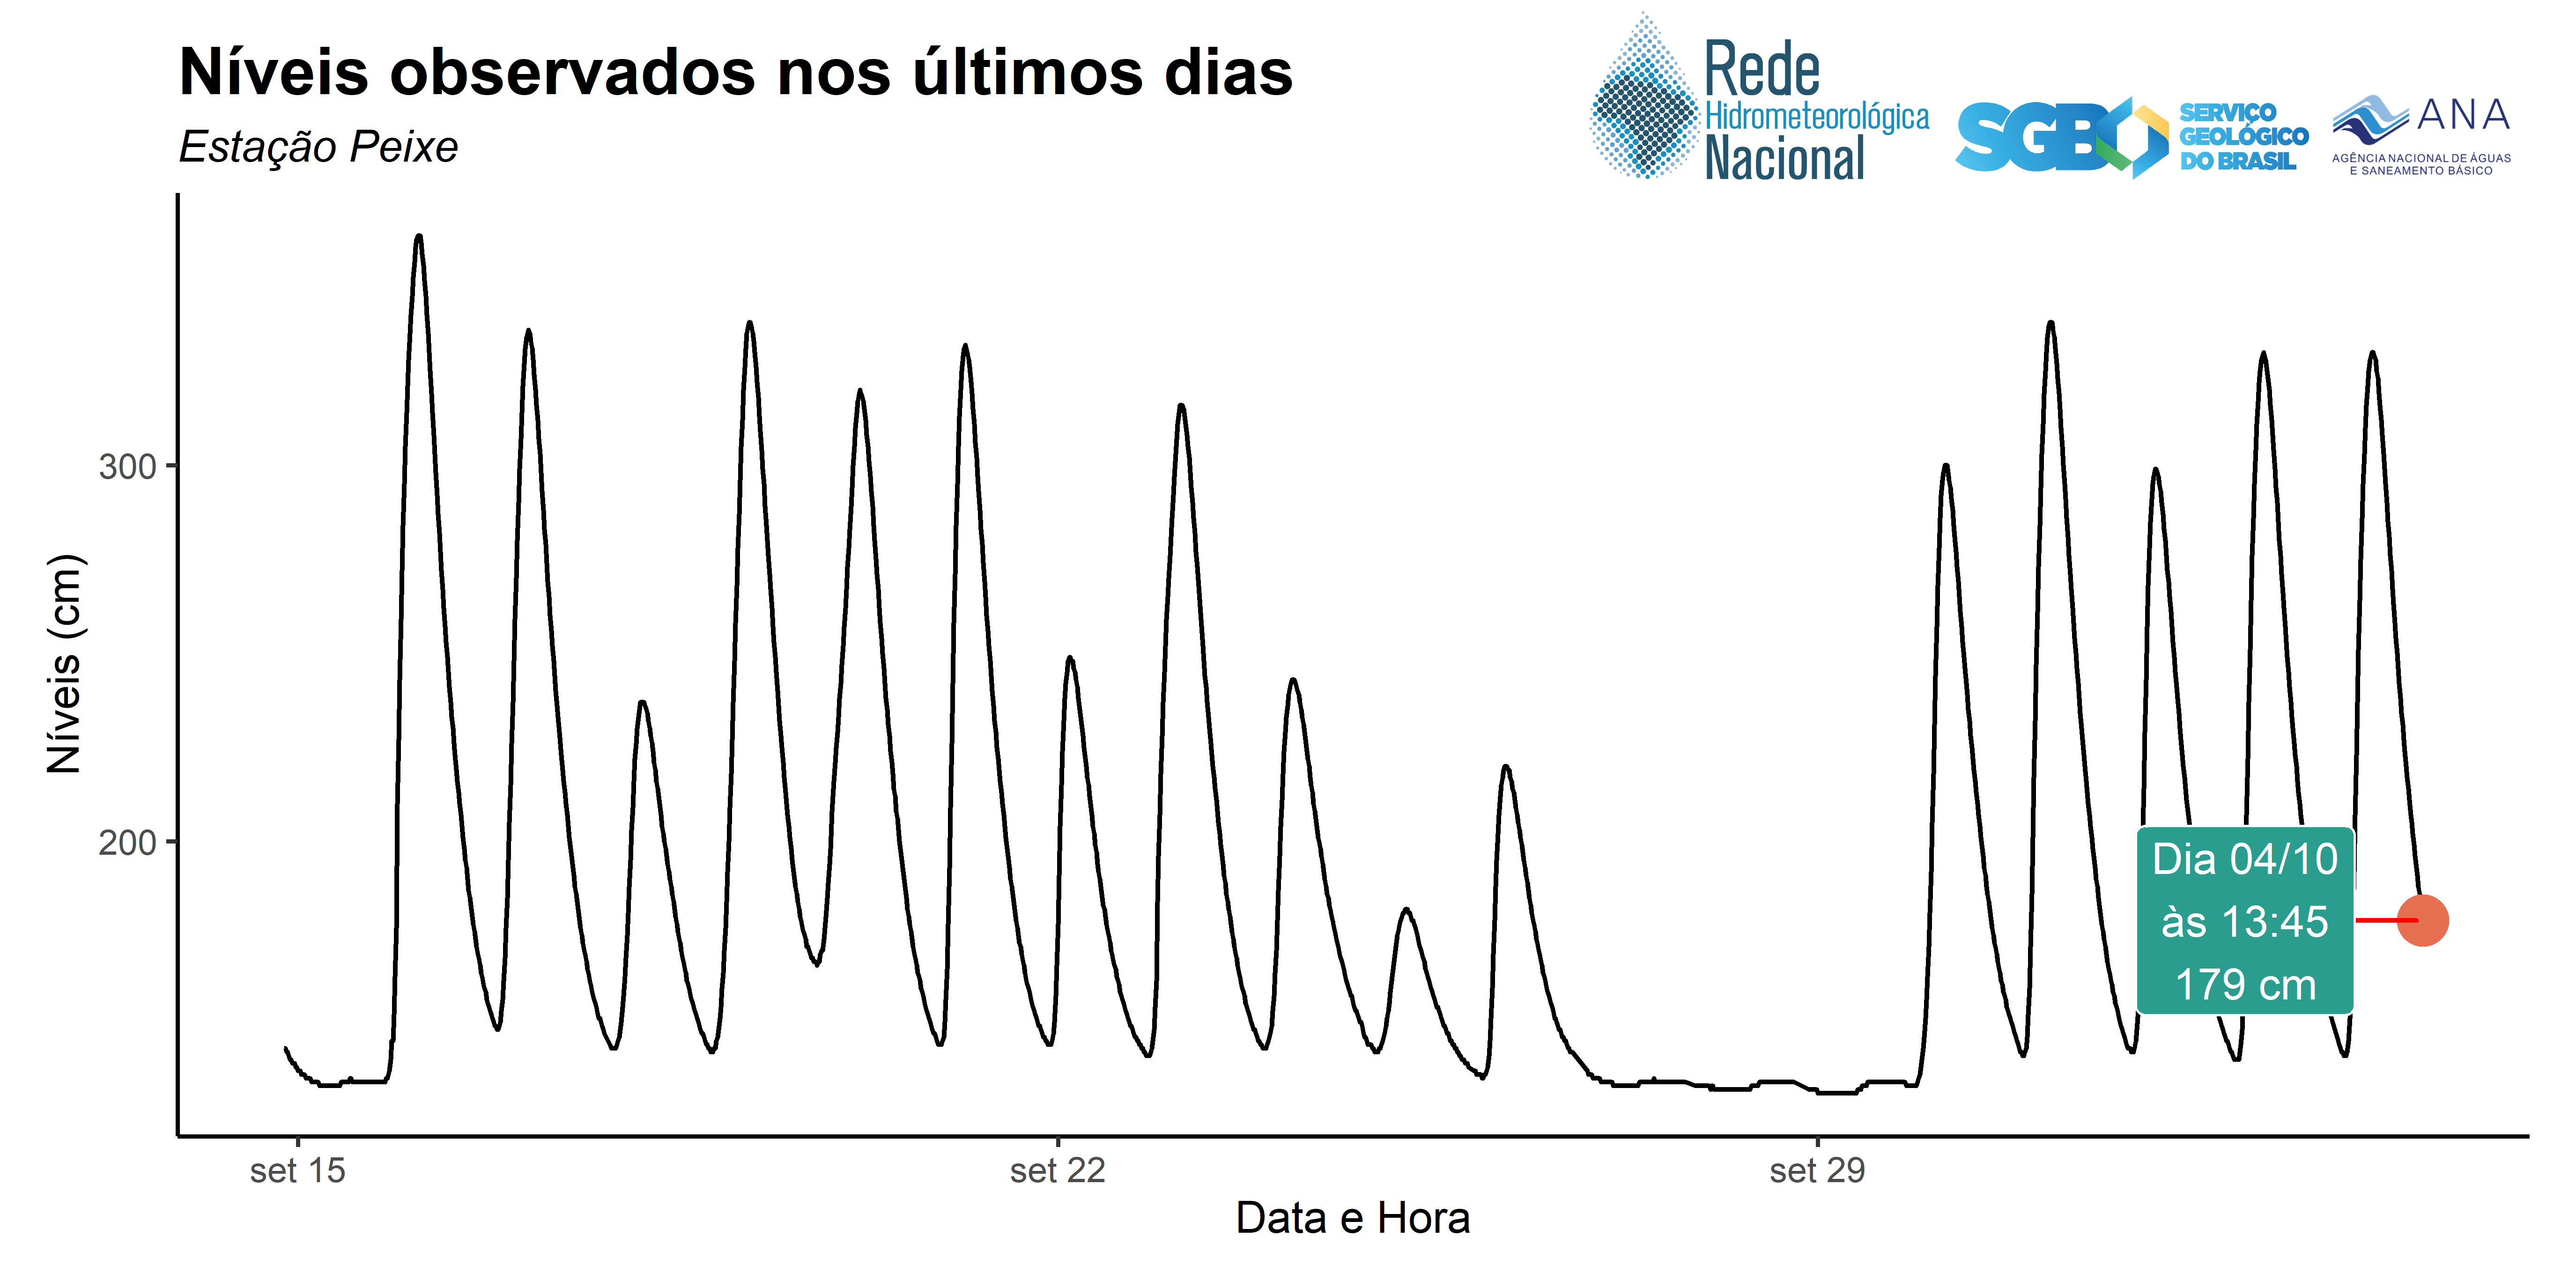 Níveis observados nos últimos dias
Estação Peixe
Rede
Hidrometeorológica
Nacional
SGB
SERVIÇO
GEOLÓGICO
DO BRASIL
ANA
AGÊNCIA NACIONAL DE ÁGUAS
E SANEAMENTO BÁSICO
Níveis (cm)
300
200
Dia 04/10
às 13:45
179 cm
set 15
set 22
set 29
Data e Hora